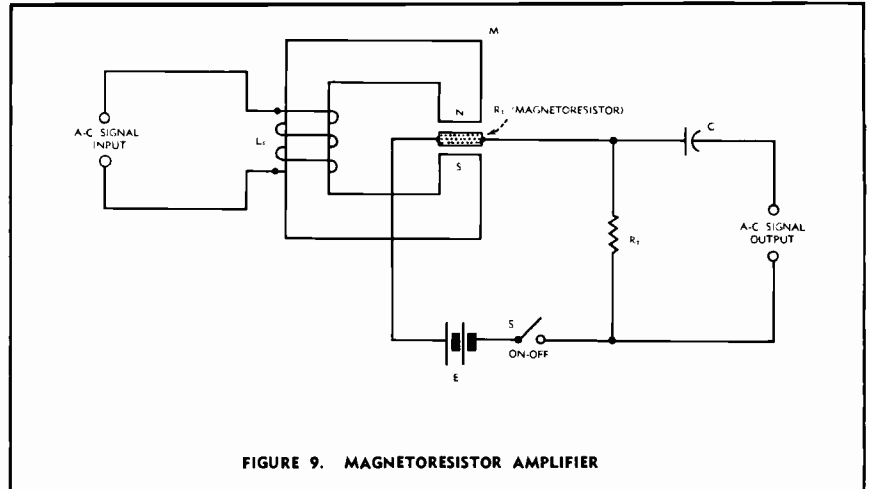 M
A-C SIGNAL
INPUT
L₁
N
R₁ (MAGNETORESISTOR)
S
C
R₂
A-C SIGNAL
OUTPUT
S
ON-OFF
E
FIGURE 9. MAGNETORESISTOR AMPLIFIER